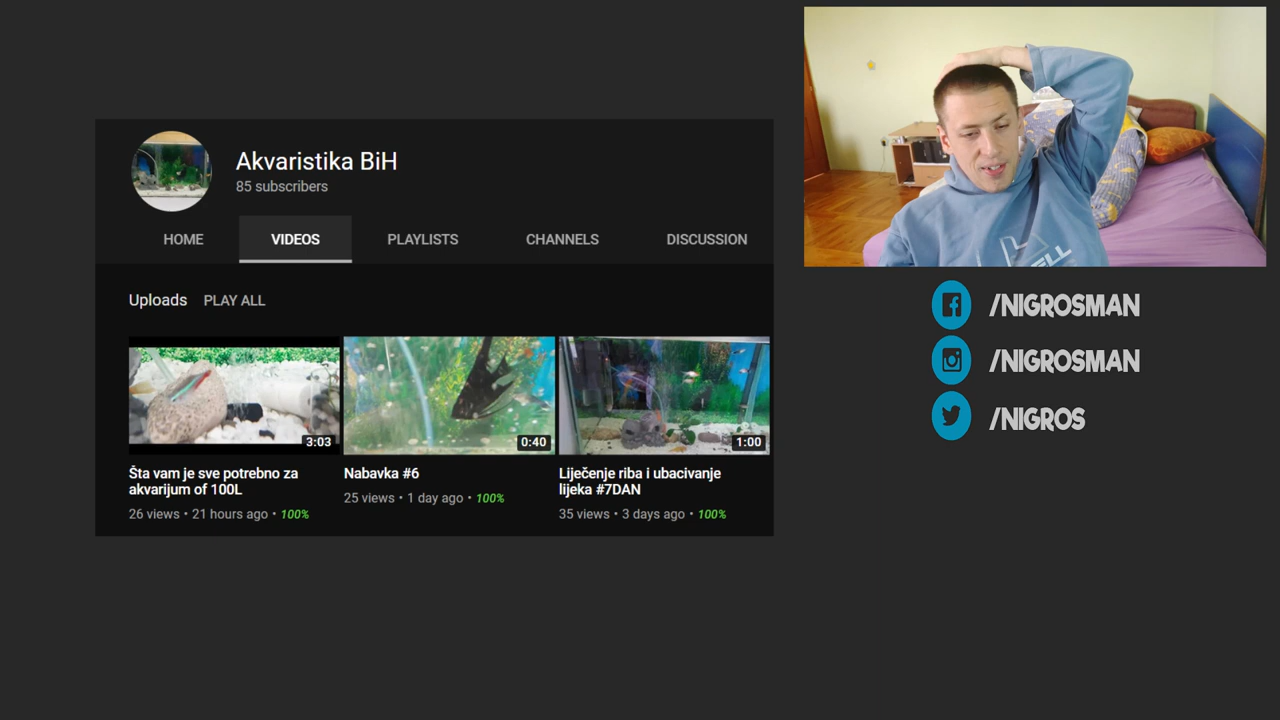 Akvaristika BiH
85 subscribers
HOME VIDEOS PLAYLISTS CHANNELS DISCUSSION
Uploads PLAY ALL
3:03
Šta vam je sve potrebno za
akvarijum of 100L
26 views • 21 hours ago • 100%
0:40
Nabavka #6
25 views • 1 day ago • 100%
1:00
Liječenje riba i ubacivanje
lijeka #7DAN
35 views • 3 days ago • 100%
/NIGROSMAN
/NIGROSMAN
/NIGROS